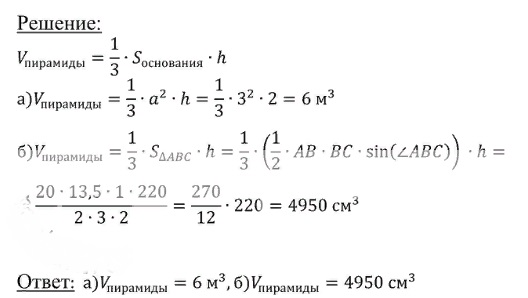 Решение:
Vпирамиды = 1/3 · Sоснования · h
а)Vпирамиды = 1/3 · a² · h = 1/3 · 3² · 2 = 6 м³
б)Vпирамиды = 1/3 · SΔABC · h = 1/3 · (1/2 · AB · BC · sin(∠ABC)) · h =
20 · 13,5 · 1 · 220 / 2 · 3 · 2 = 270/12 · 220 = 4950 см³
Ответ: а)Vпирамиды = 6 м³, б)Vпирамиды = 4950 см³